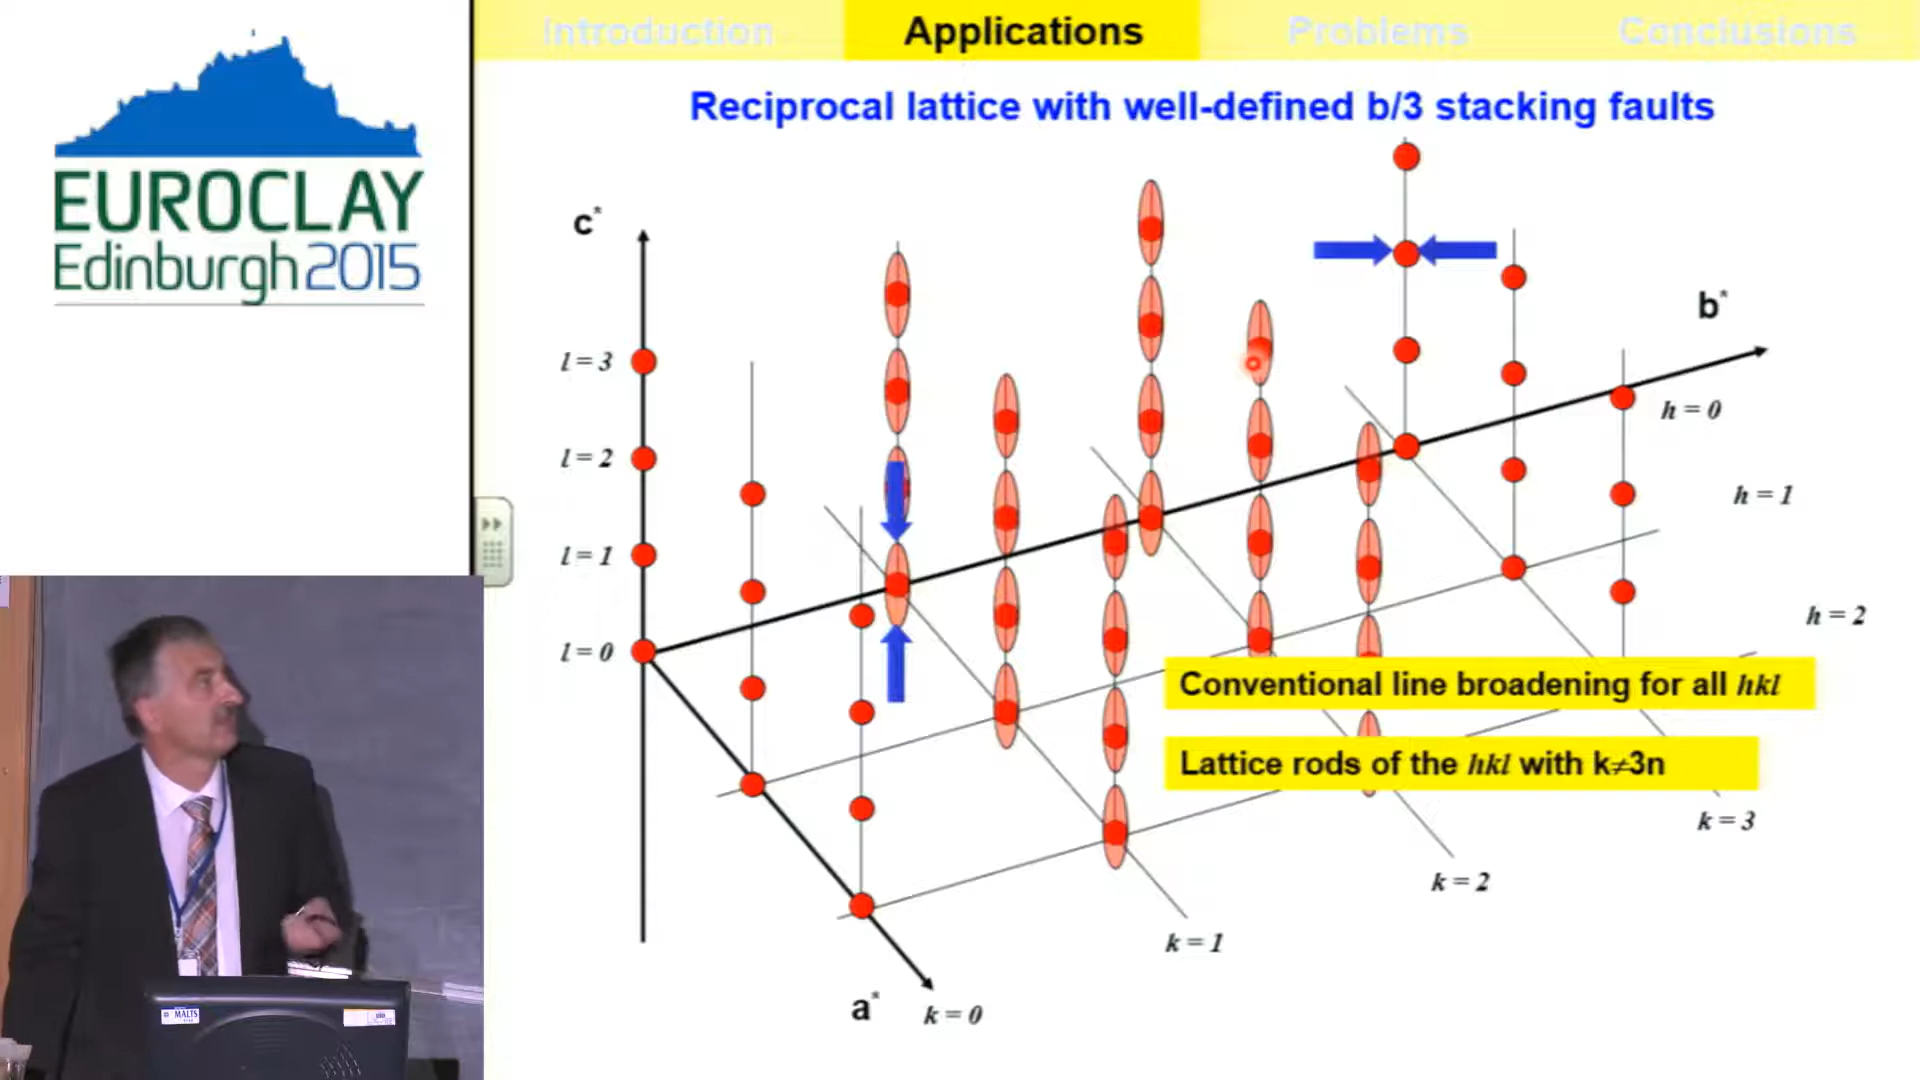 EUROCLAY
Edinburgh 2015
Introduction
Applications
Problems
Conclusions
Reciprocal lattice with well-defined b/3 stacking faults
c*
b*
l = 3
l = 2
l = 1
l = 0
h = 0
h = 1
h = 2
Conventional line broadening for all hkl
Lattice rods of the hkl with k≠3n
k = 3
k = 2
k = 1
a*
k = 0
MALTS